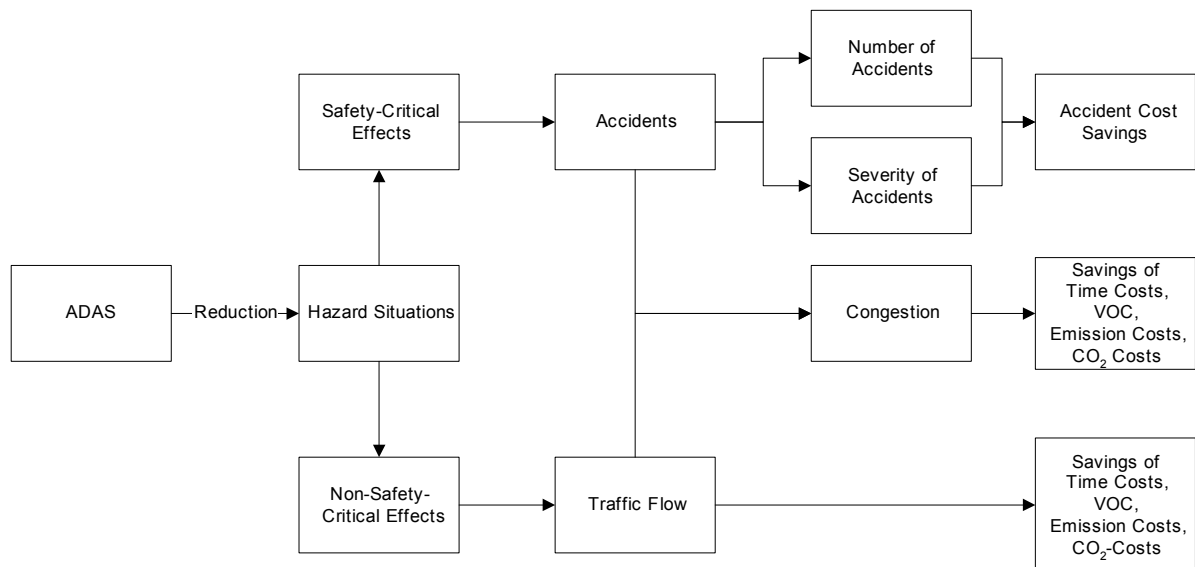 Number of
Accidents
Safety-Critical
Effects
Accidents
Accident Cost
Savings
Severity of
Accidents
ADAS
Reduction
Hazard Situations
Congestion
Savings of
Time Costs,
VOC,
Emission Costs,
CO₂ Costs
Non-Safety-
Critical Effects
Traffic Flow
Savings of
Time Costs,
VOC,
Emission Costs,
CO₂-Costs